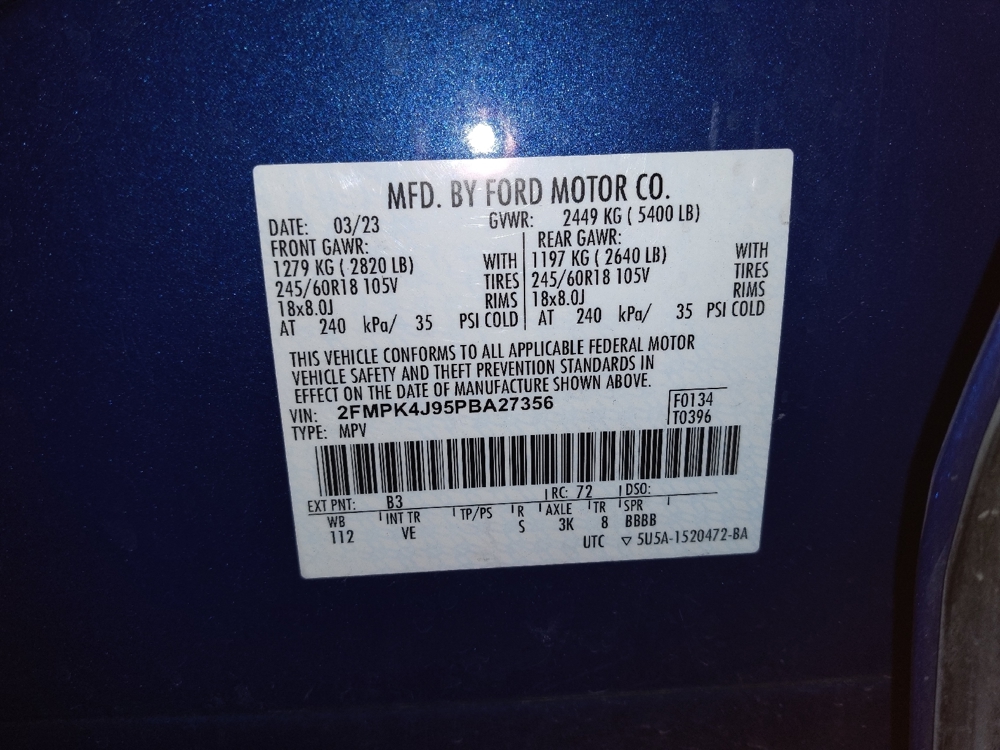 MFD. BY FORD MOTOR CO.
DATE: 03/23 GVWR: 2449 KG ( 5400 LB)
FRONT GAWR: REAR GAWR:
1279 KG ( 2820 LB) WITH 1197 KG ( 2640 LB) WITH
245/60R18 105V TIRES 245/60R18 105V TIRES
18x8.0J RIMS 18x8.0J RIMS
AT 240 kPa/ 35 PSI COLD AT 240 kPa/ 35 PSI COLD
THIS VEHICLE CONFORMS TO ALL APPLICABLE FEDERAL MOTOR
VEHICLE SAFETY AND THEFT PREVENTION STANDARDS IN
EFFECT ON THE DATE OF MANUFACTURE SHOWN ABOVE.
VIN: 2FMPK4J95PBA27356 F0134
TYPE: MPV T0396
EXT PNT: B3 RC: 72 DSO:
WB INT TR TP/PS R AXLE TR SPR
112 VE S 3K 8 BBBB
UTC ▽ 5U5A-1520472-BA